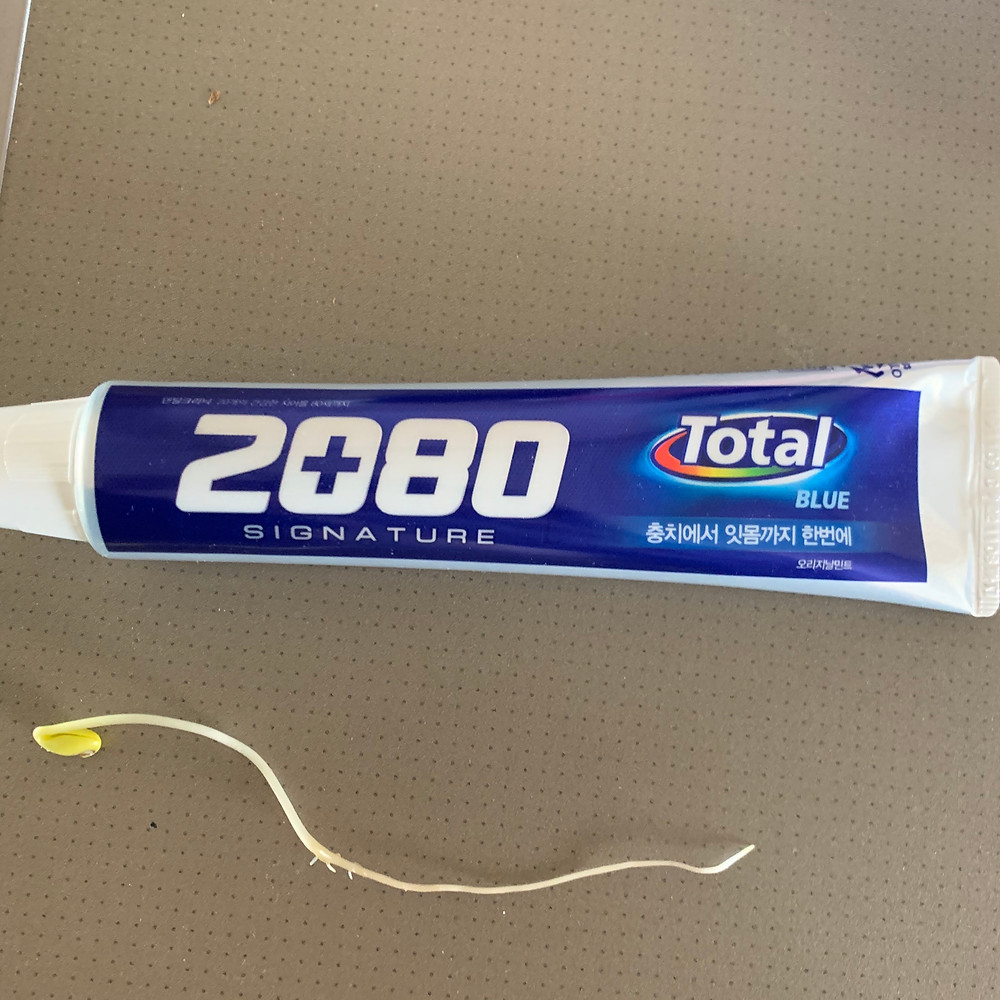 2080
SIGNATURE
Total
BLUE
충치에서 잇몸까지 한번에
오리지날민트